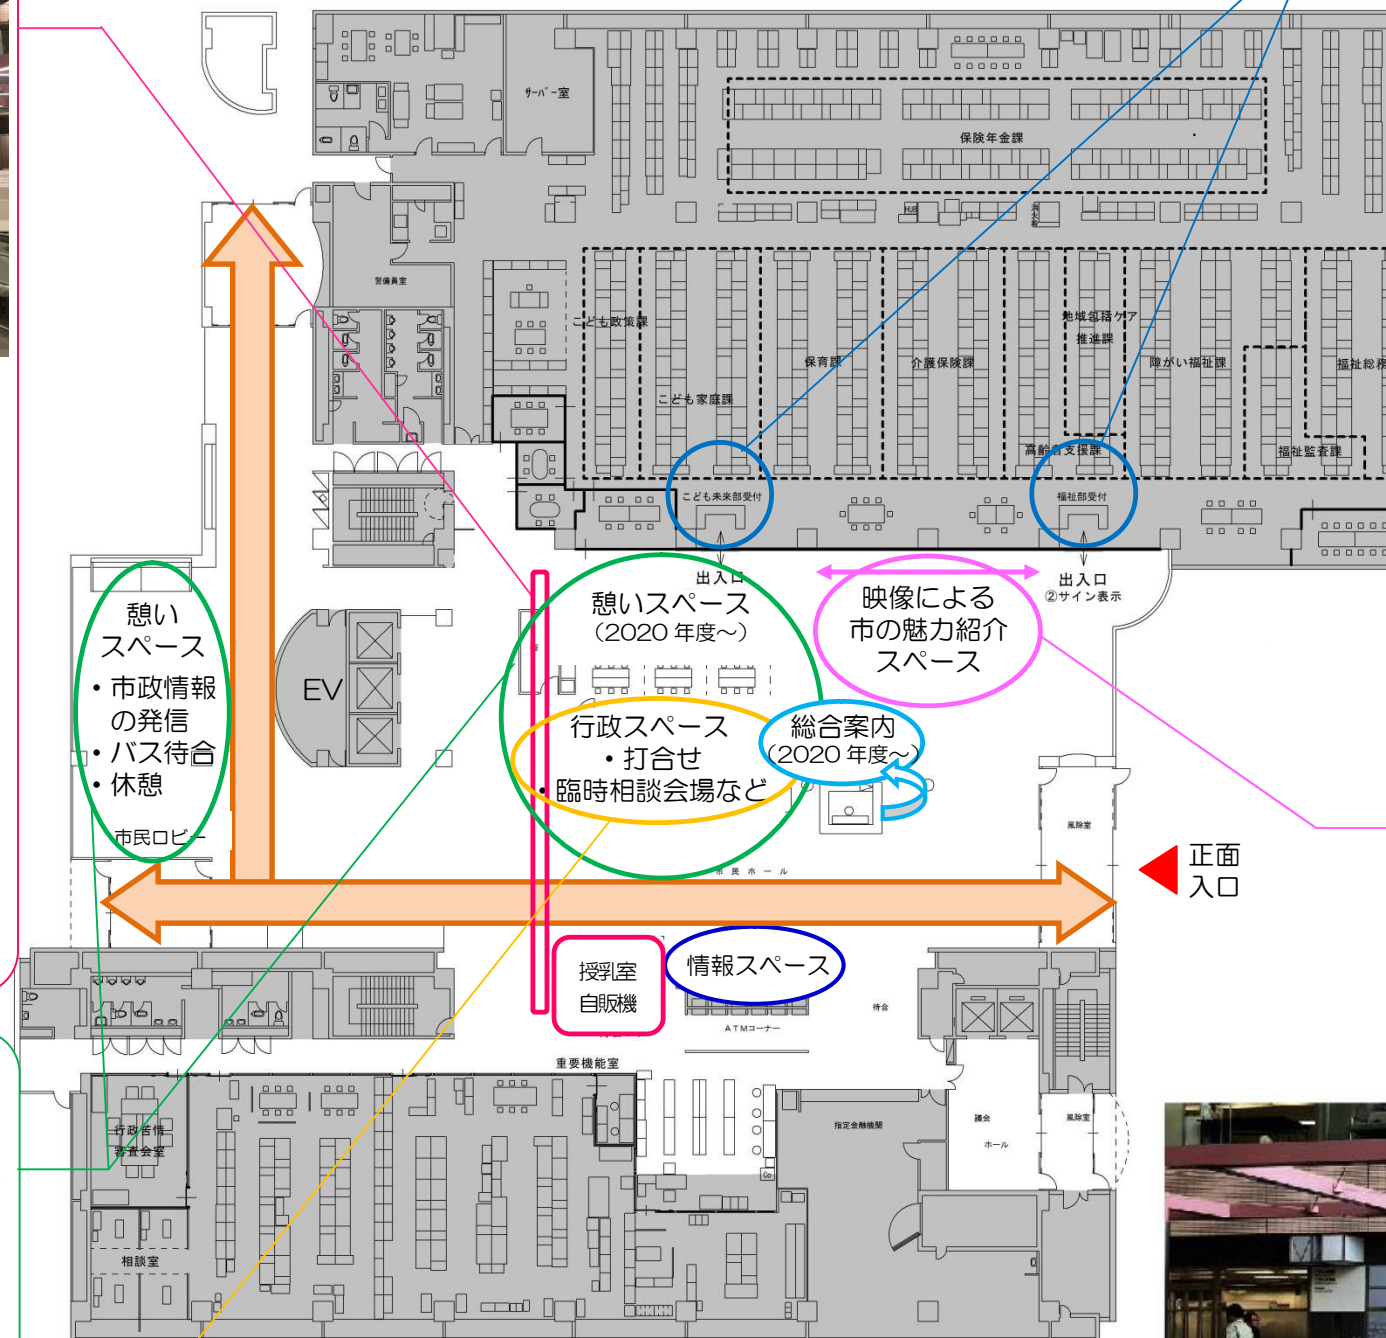 サーバー室
保険年金課
HUB
消火栓
警備員室
こども政策課
地域包括ケア
推進課
保育課
介護保険課
障がい福祉課
福祉総務
こども家庭課
高齢者支援課
福祉監査課
こども未来部受付
福祉部受付
出入口
出入口
②サイン表示
憩いスペース
（2020 年度～）
映像による
市の魅力紹介
スペース
憩い
スペース
・市政情報
の発信
・バス待合
・休憩
市民ロビー
EV
行政スペース
・打合せ
・臨時相談会場など
総合案内
（2020 年度～）
風除室
正面
入口
市民ホール
授乳室
自販機
情報スペース
待合
ATMコーナー
重要機能室
行政苦情
審査会室
指定金融機関
議会
ホール
風除室
相談室